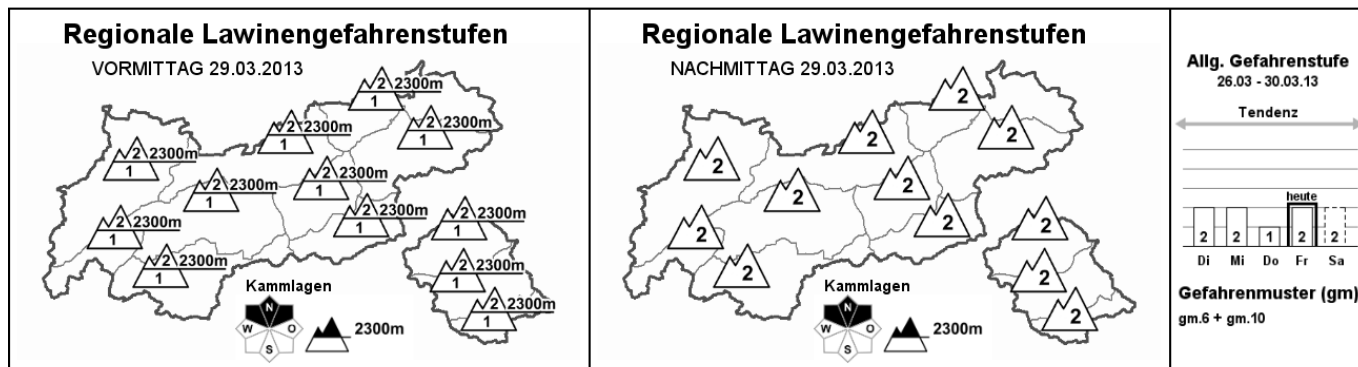 Regionale Lawinengefahrenstufen
VORMITTAG 29.03.2013
2 2300m
1
2 2300m
1
2 2300m
1
2 2300m
1
2 2300m
1
2 2300m
1
2 2300m
1
2 2300m
1
2 2300m
1
2 2300m
1
2 2300m
1
2 2300m
1
Kammlagen
N
W O
S
2300m
Regionale Lawinengefahrenstufen
NACHMITTAG 29.03.2013
2
2
2
2
2
2
2
2
2
2
2
2
Kammlagen
N
W O
S
2300m
Allg. Gefahrenstufe
26.03 - 30.03.13
Tendenz
heute
2 2 1 2 2
Di Mi Do Fr Sa
Gefahrenmuster (gm)
gm.6 + gm.10